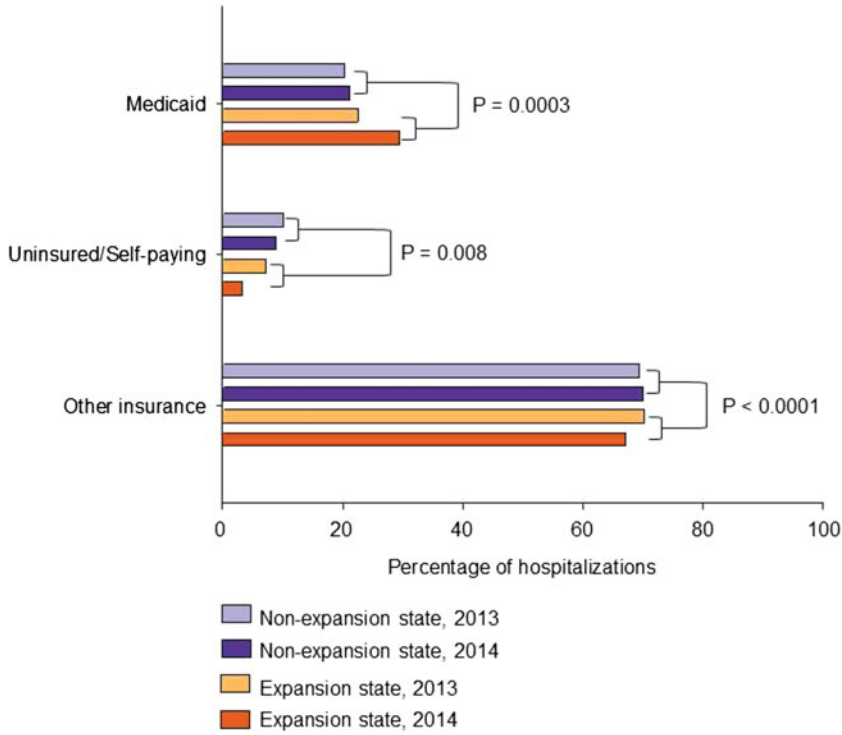 Medicaid
P = 0.0003
Uninsured/Self-paying
P = 0.008
Other insurance
P < 0.0001
0 20 40 60 80 100
Percentage of hospitalizations
Non-expansion state, 2013
Non-expansion state, 2014
Expansion state, 2013
Expansion state, 2014